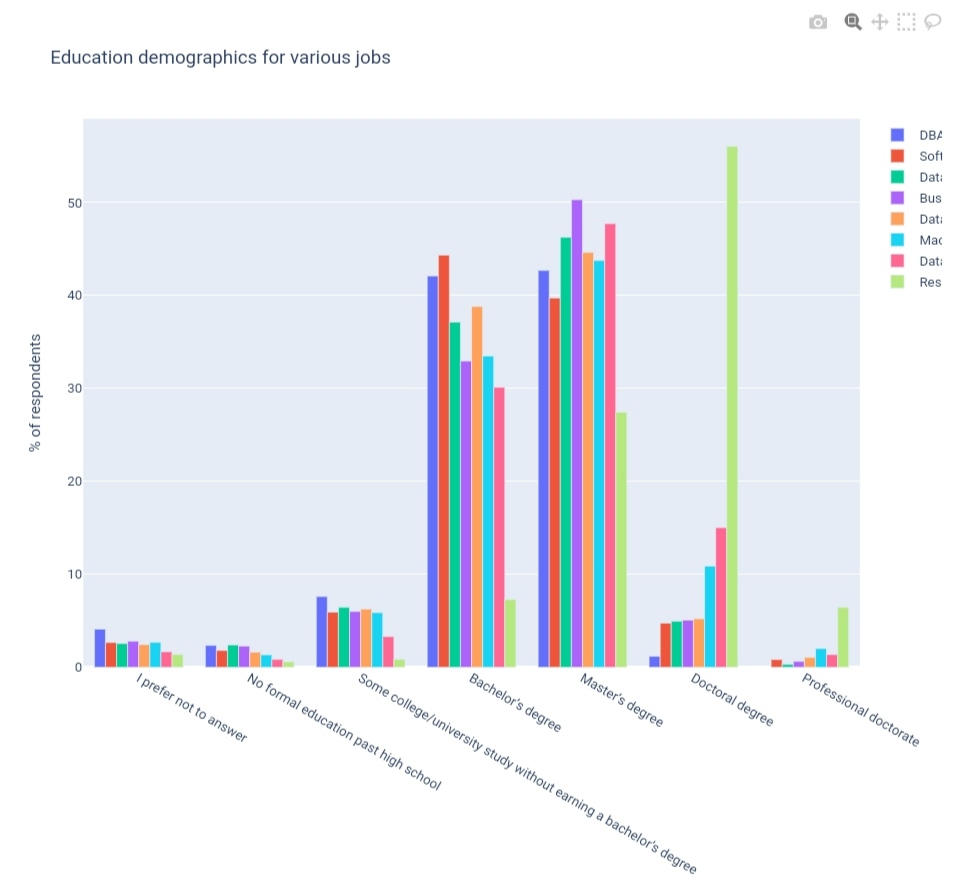 Education demographics for various jobs
DBA
Soft
Data
Bus
Data
Mac
Data
Res
% of respondents
50
40
30
20
10
0
I prefer not to answer
No formal education past high school
Some college/university study without earning a bachelor's degree
Bachelor's degree
Master's degree
Doctoral degree
Professional doctorate